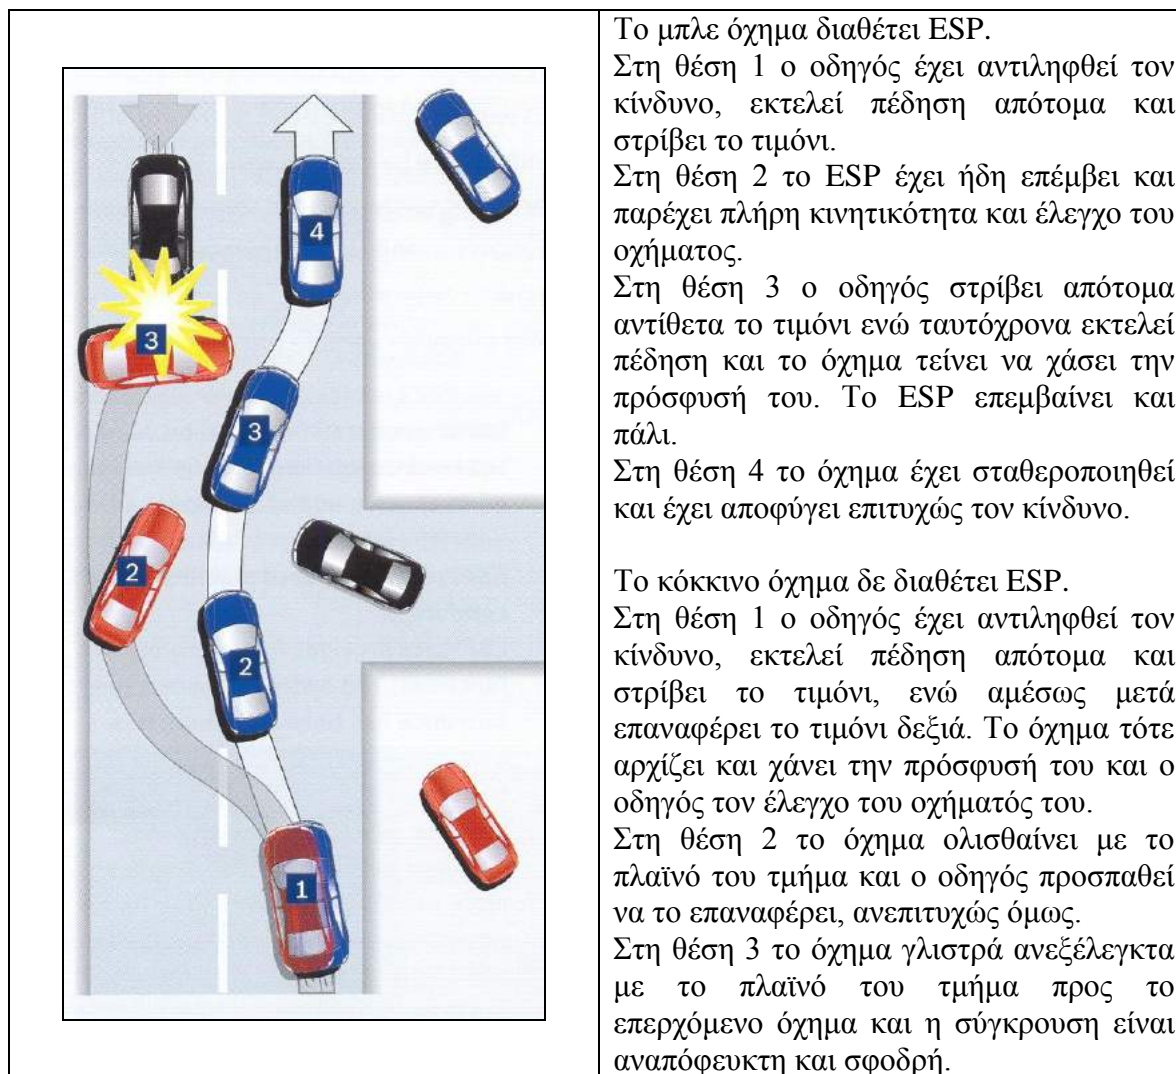 Το μπλε όχημα διαθέτει ESP.
Στη θέση 1 ο οδηγός έχει αντιληφθεί τον
κίνδυνο, εκτελεί πέδηση απότομα και
στρίβει το τιμόνι.
Στη θέση 2 το ESP έχει ήδη επέμβει και
παρέχει πλήρη κινητικότητα και έλεγχο του
οχήματος.
Στη θέση 3 ο οδηγός στρίβει απότομα
αντίθετα το τιμόνι ενώ ταυτόχρονα εκτελεί
πέδηση και το όχημα τείνει να χάσει την
πρόσφυσή του. Το ESP επεμβαίνει και
πάλι.
Στη θέση 4 το όχημα έχει σταθεροποιηθεί
και έχει αποφύγει επιτυχώς τον κίνδυνο.
Το κόκκινο όχημα δε διαθέτει ESP.
Στη θέση 1 ο οδηγός έχει αντιληφθεί τον
κίνδυνο, εκτελεί πέδηση απότομα και
στρίβει το τιμόνι, ενώ αμέσως μετά
επαναφέρει το τιμόνι δεξιά. Το όχημα τότε
αρχίζει και χάνει την πρόσφυσή του και ο
οδηγός τον έλεγχο του οχήματός του.
Στη θέση 2 το όχημα ολισθαίνει με το
πλαϊνό του τμήμα και ο οδηγός προσπαθεί
να το επαναφέρει, ανεπιτυχώς όμως.
Στη θέση 3 το όχημα γλιστρά ανεξέλεγκτα
με το πλαϊνό του τμήμα προς το
επερχόμενο όχημα και η σύγκρουση είναι
αναπόφευκτη και σφοδρή.
4
3
3
2
2
1